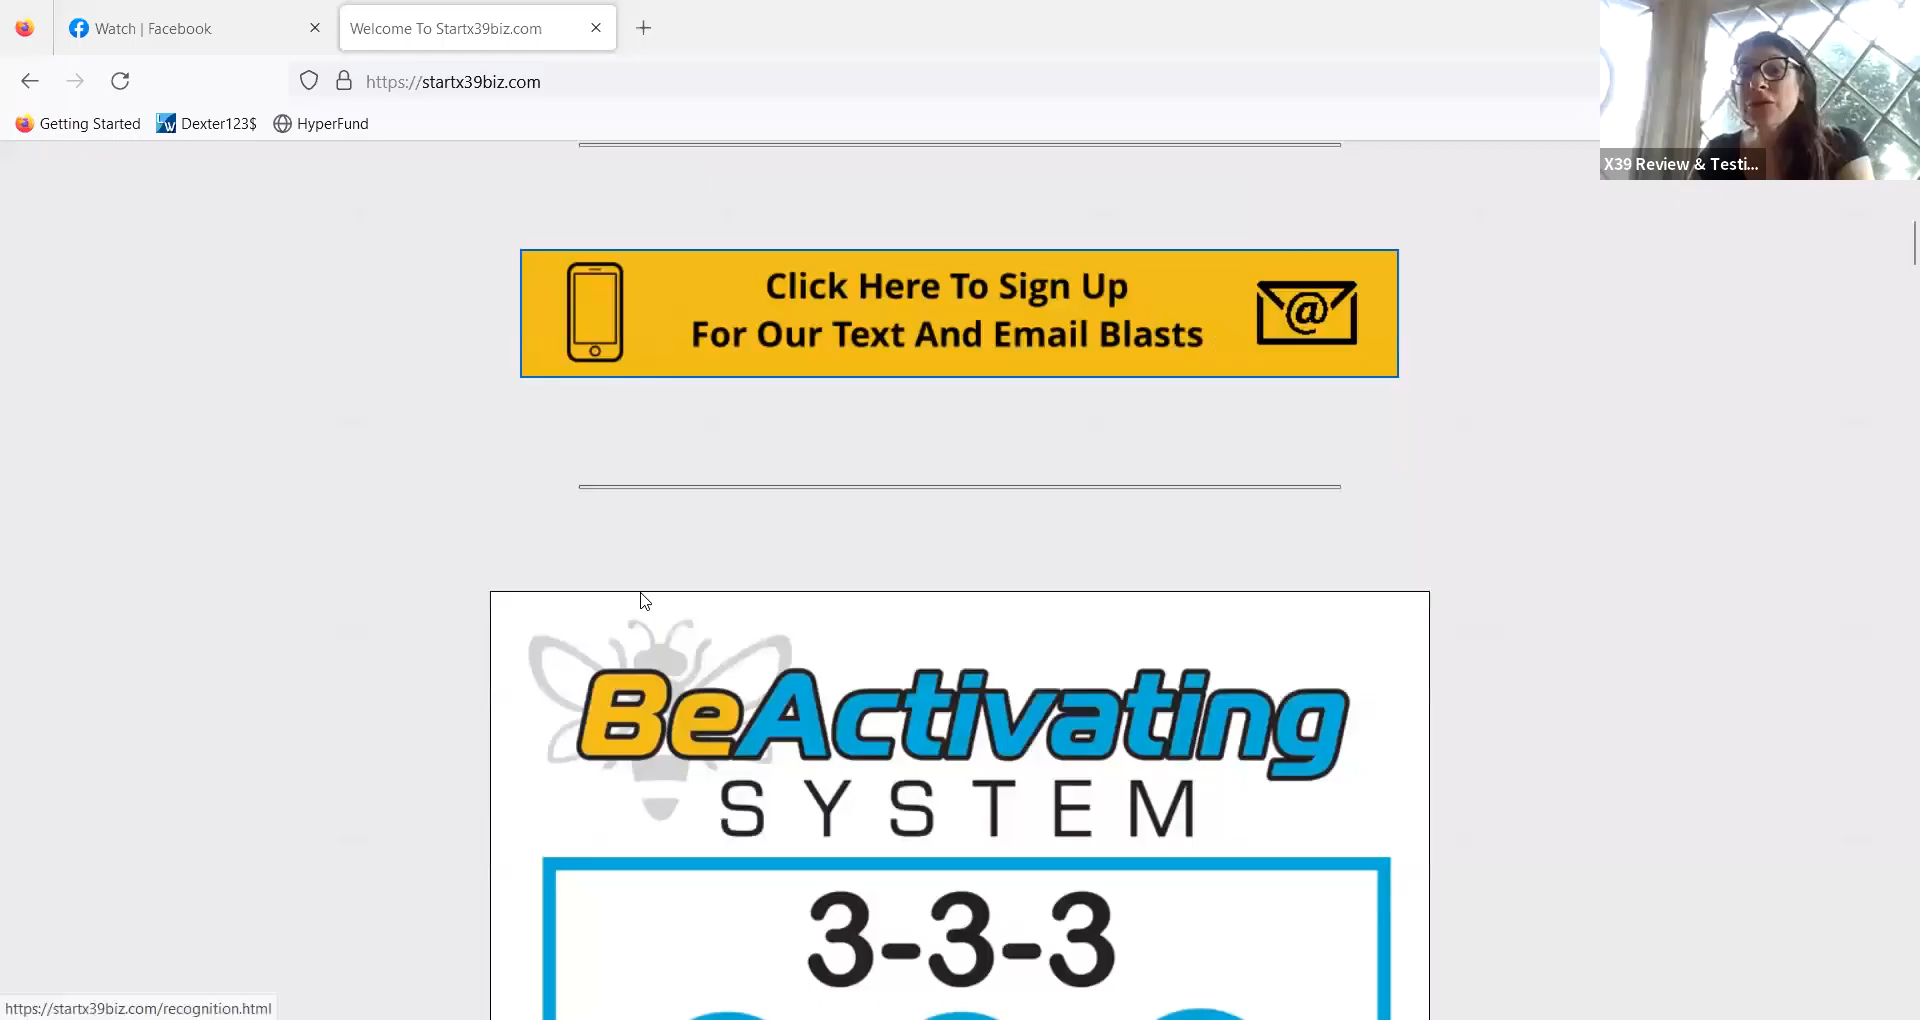 Watch | Facebook
Welcome To Startx39biz.com
https://startx39biz.com
Getting Started
Dexter123$
HyperFund
X39 Review & Testi...
Click Here To Sign Up
For Our Text And Email Blasts
BeActivating
SYSTEM
3-3-3
https://startx39biz.com/recognition.html